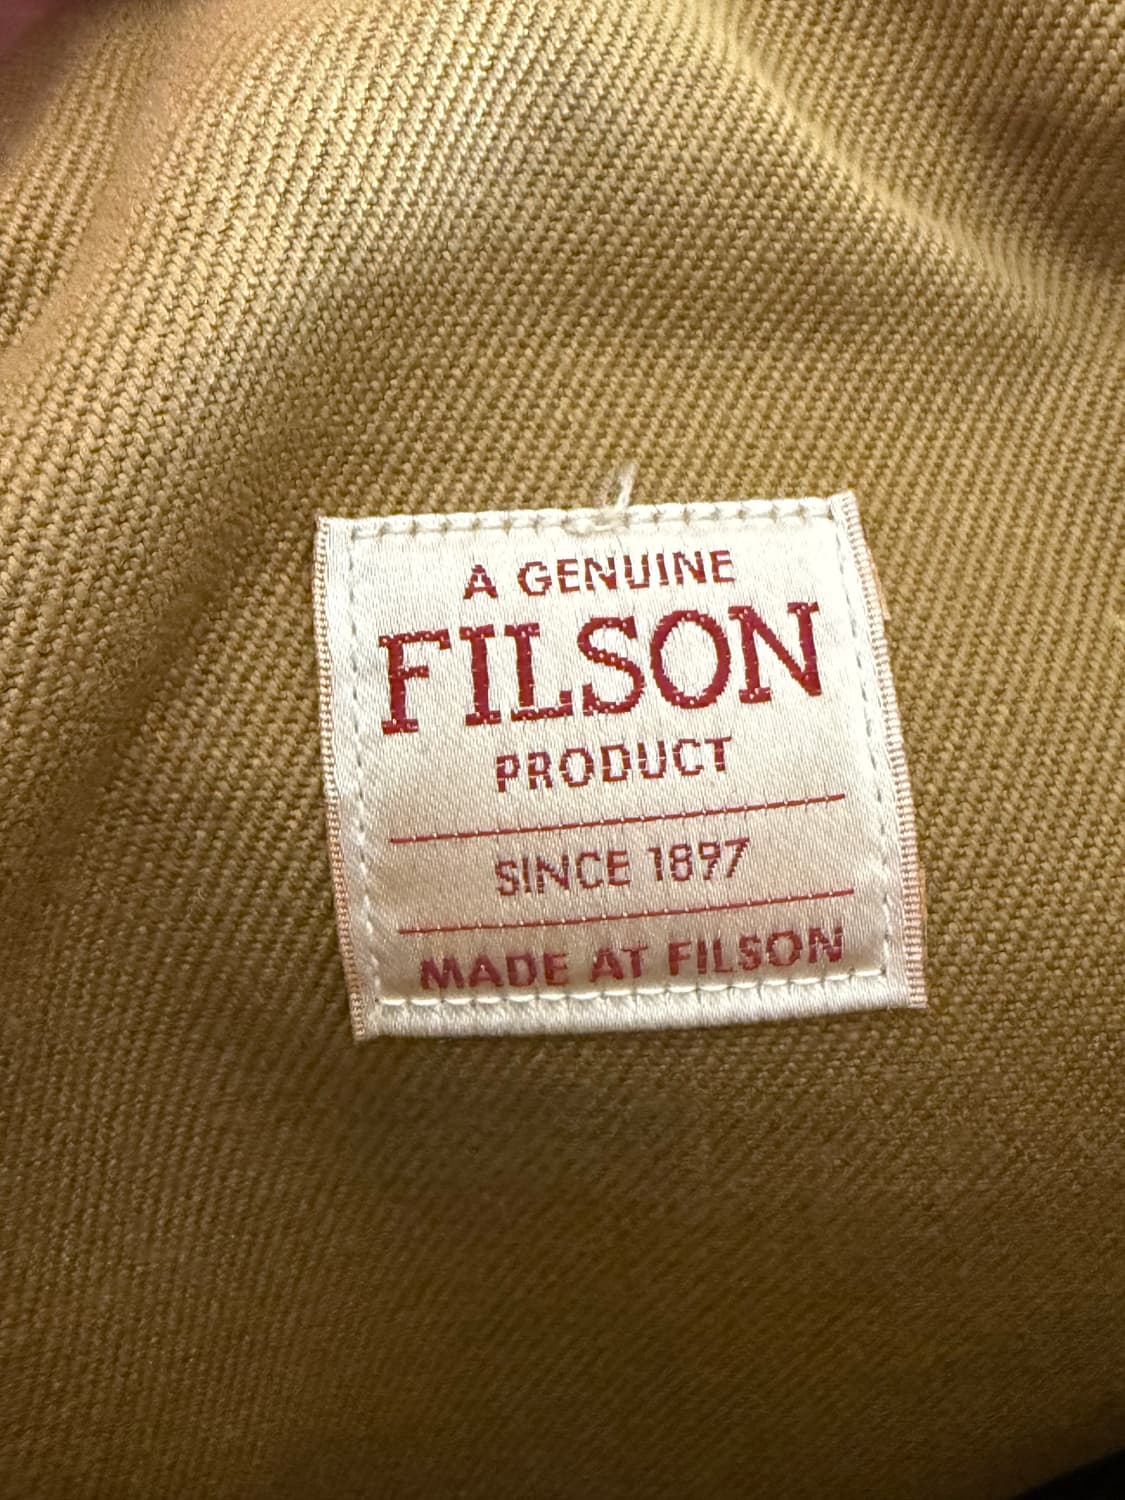 A GENUINE
FILSON
PRODUCT
SINCE 1897
MADE AT FILSON